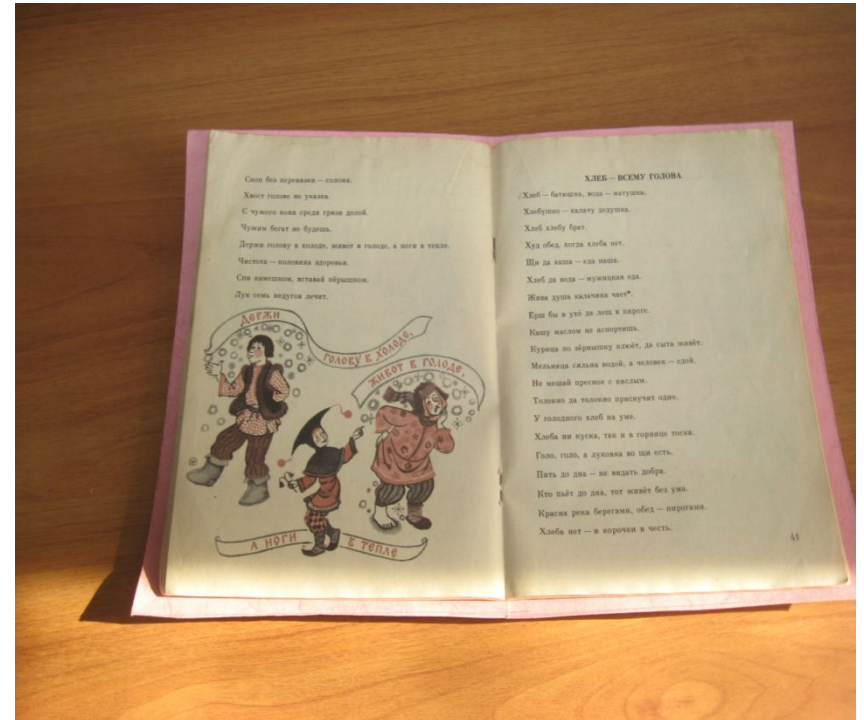 Сноп без перевязки — солома.
Хвост голове не указка.
С чужого коня среди грязи долой.
Чужим богат не будешь.
Держи голову в холоде, живот в голоде, а ноги в тепле.
Чистота — половина здоровья.
Спи камешком, вставай пёрышком.
Лук семь недугов лечит.
ДЕРЖИ
ГОЛОВУ В ХОЛОДЕ,
ЖИВОТ В ГОЛОДЕ,
А НОГИ В ТЕПЛЕ
ХЛЕБ — ВСЕМУ ГОЛОВА
Хлеб — батюшка, вода — матушка.
Хлебушко — калачу дедушка.
Хлеб хлебу брат.
Худ обед, когда хлеба нет.
Щи да каша — еда наша.
Хлеб да вода — мужицкая еда.
Жива душа калачика чает*.
Ёрш бы в ухе́ да лещ в пироге.
Кашу маслом не испортишь.
Курица по зёрнышку клюёт, да сыта живёт.
Мельница сильна водой, а человек — едой.
Не мешай пресное с кислым.
Толокно да толокно прискучит одно.
У голодного хлеб на уме.
Хлеба ни куска, так и в горнице тоска.
Голо, голо, а луковка во щи есть.
Пить до дна — не видать добра.
Кто пьёт до дна, тот живёт без ума.
Красна река берегами, обед — пирогами.
Хлеба нет — и корочки в честь.
41